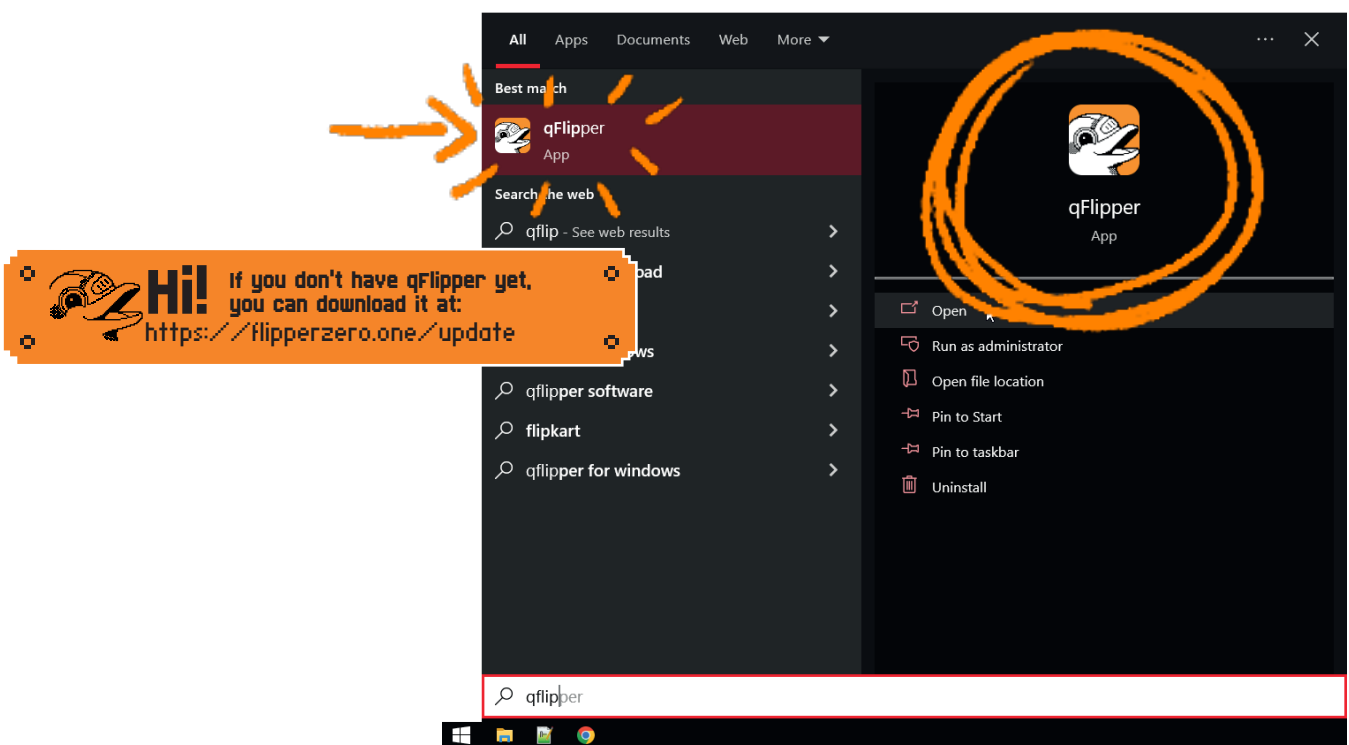 All Apps Documents Web More
Best match
qFlipper
App
Search the web
qflip - See web results
qflipper software
flipkart
qflipper for windows
Hi! If you don't have qFlipper yet,
you can download it at:
https://flipperzero.one/update
qFlipper
App
Open
Run as administrator
Open file location
Pin to Start
Pin to taskbar
Uninstall
qflipper